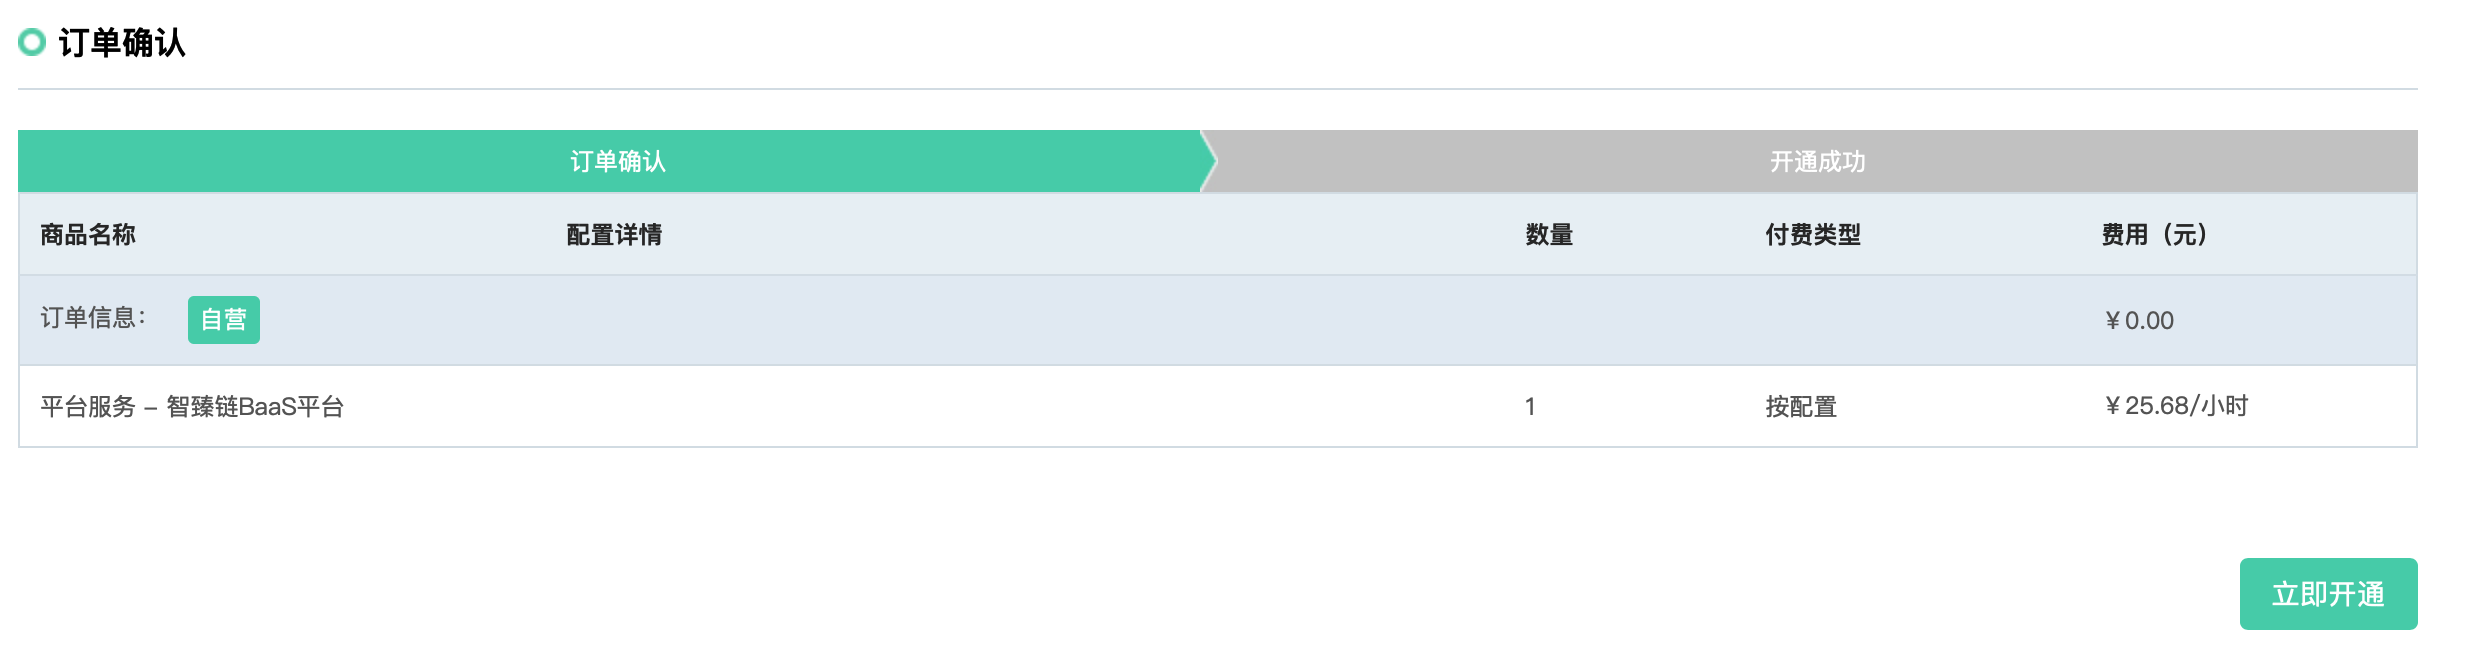 订单确认
订单确认 开通成功
商品名称 配置详情 数量 付费类型 费用（元）
订单信息： 自营 ¥0.00
平台服务 – 智臻链BaaS平台 1 按配置 ¥25.68/小时
立即开通